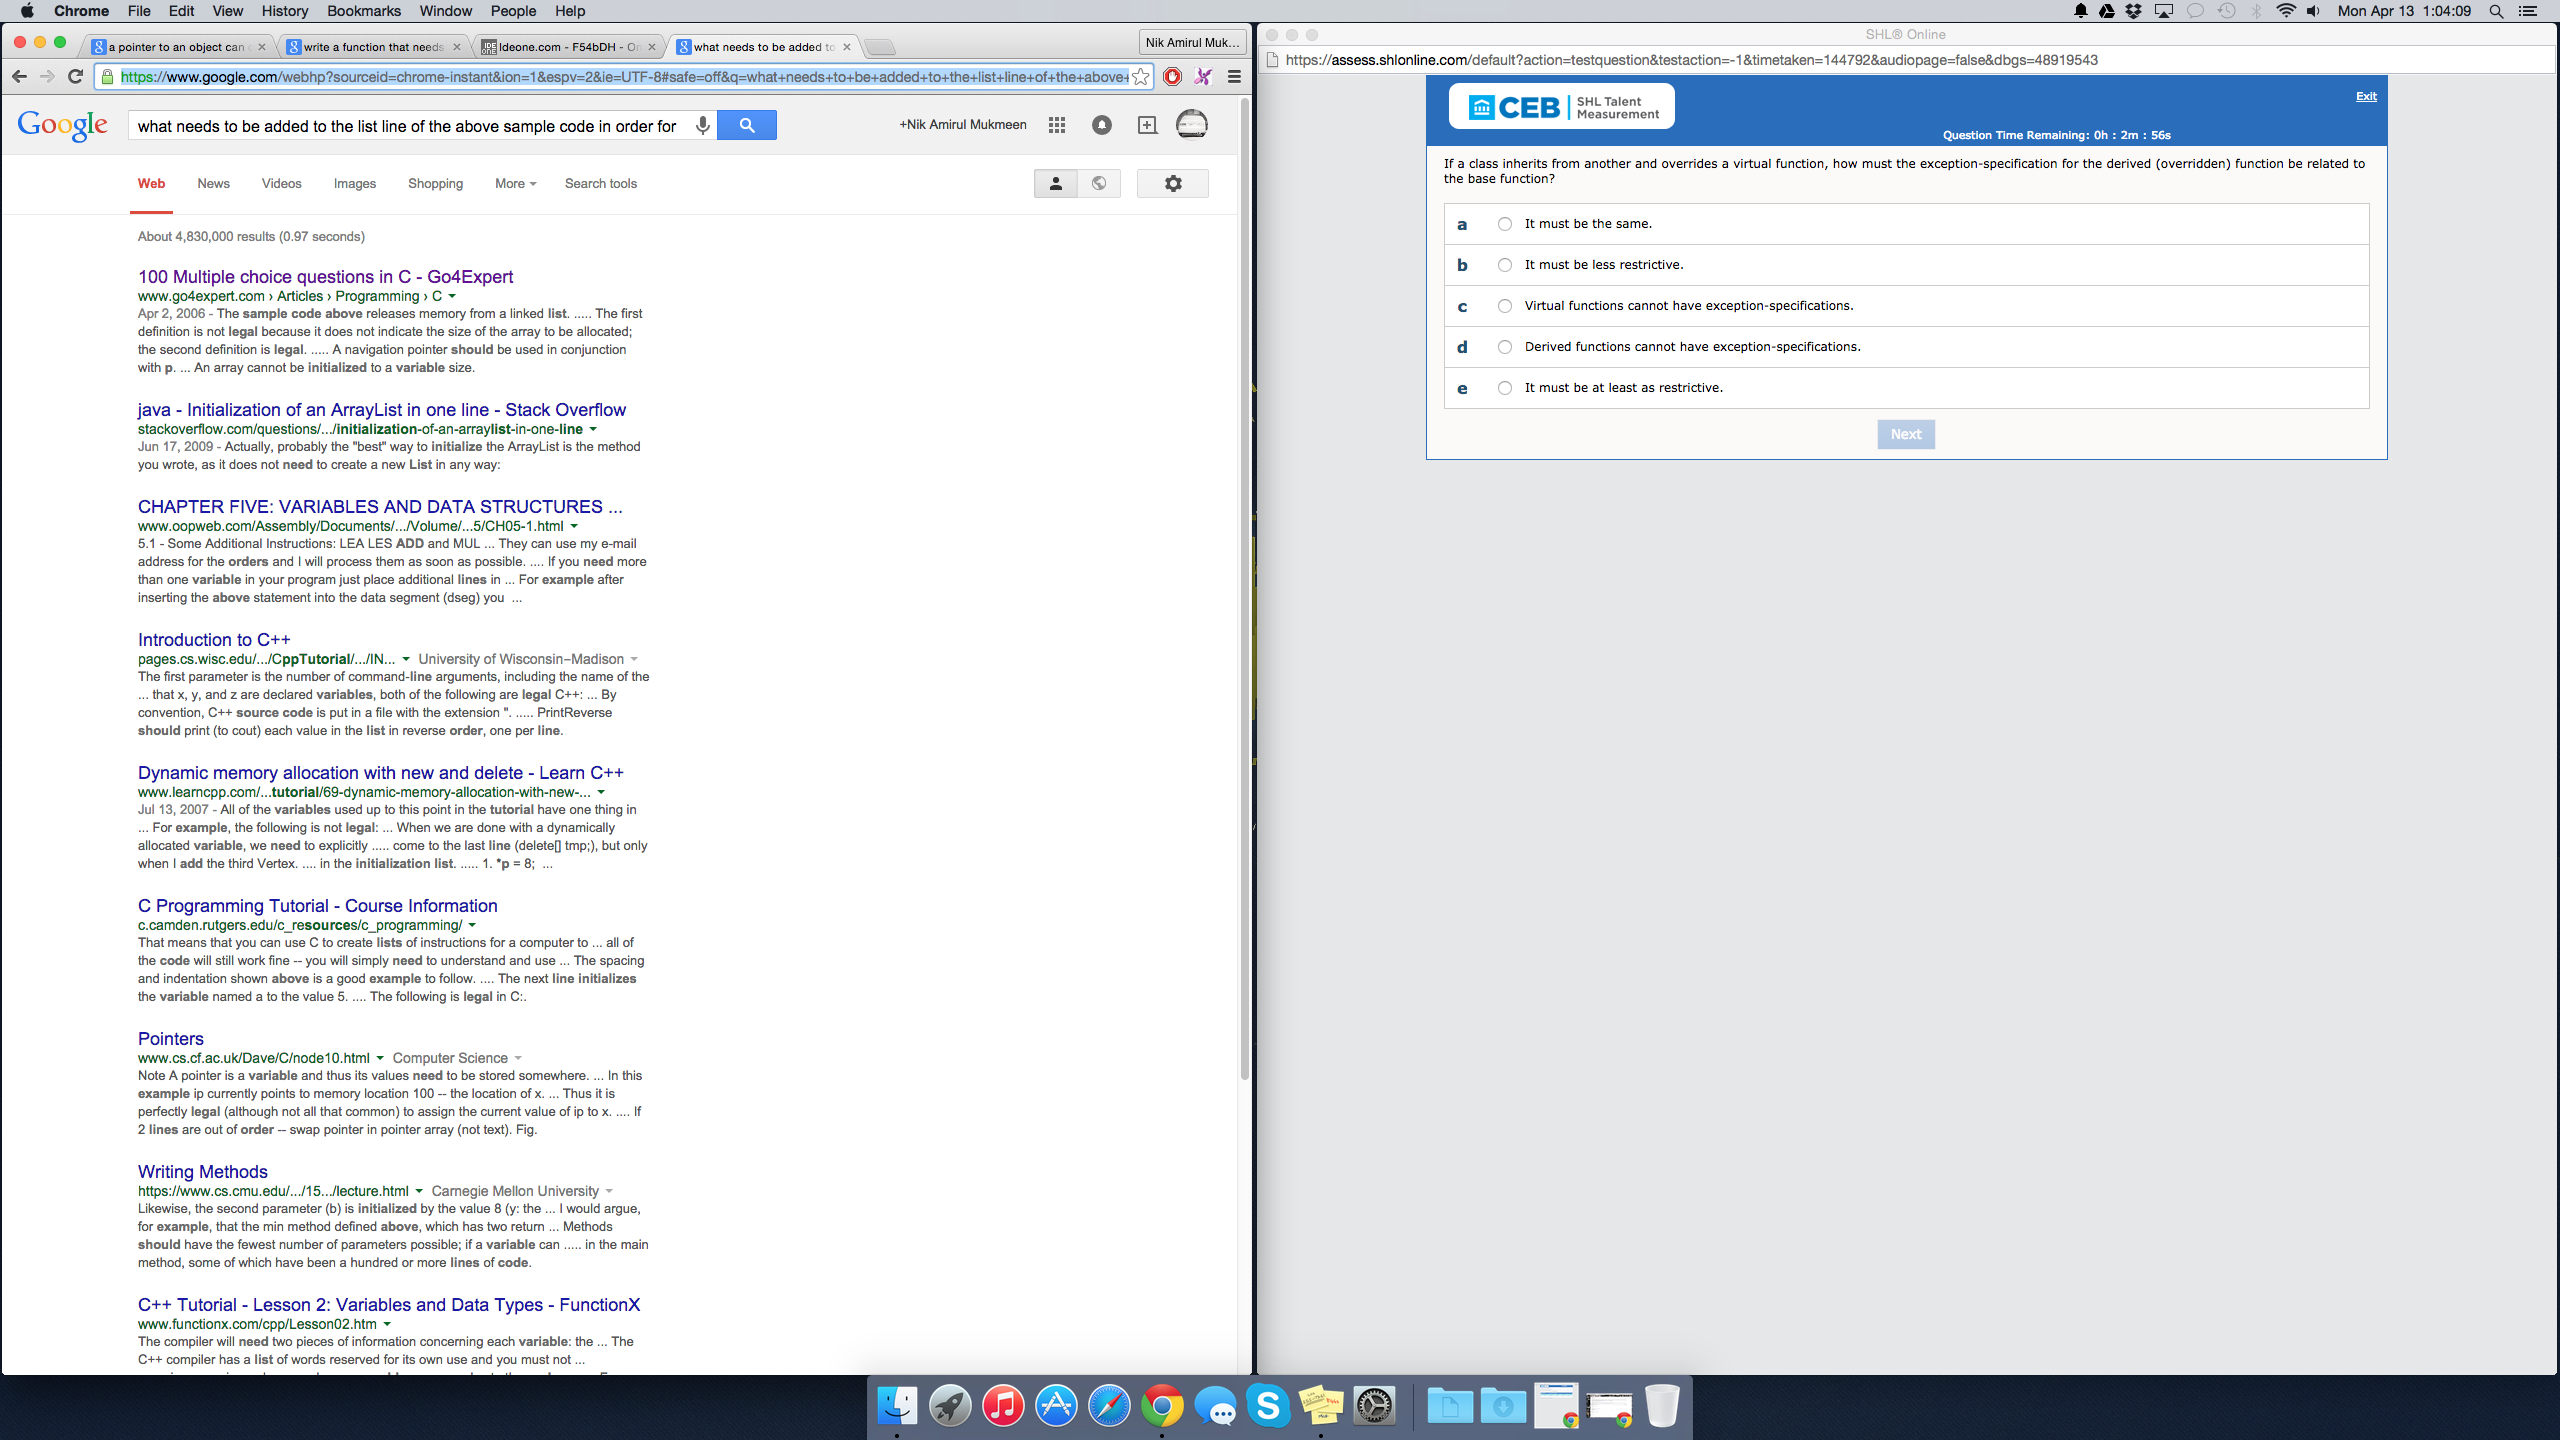 Chrome File Edit View History Bookmarks Window People Help
Mon Apr 13 1:04:09
a pointer to an object can
write a function that needs
Ideone.com - F54bDH - On
what needs to be added to
Nik Amirul Muk...
https://www.google.com/webhp?sourceid=chrome-instant&ion=1&espv=2&ie=UTF-8#safe=off&q=what+needs+to+be+added+to+the+list+line+of+the+above+
Google
what needs to be added to the list line of the above sample code in order for
+Nik Amirul Mukmeen
Web News Videos Images Shopping More Search tools
About 4,830,000 results (0.97 seconds)
100 Multiple choice questions in C - Go4Expert
www.go4expert.com › Articles › Programming › C
Apr 2, 2006 - The sample code above releases memory from a linked list. ..... The first
definition is not legal because it does not indicate the size of the array to be allocated;
the second definition is legal. ..... A navigation pointer should be used in conjunction
with p. ... An array cannot be initialized to a variable size.
java - Initialization of an ArrayList in one line - Stack Overflow
stackoverflow.com/questions/.../initialization-of-an-arraylist-in-one-line
Jun 17, 2009 - Actually, probably the "best" way to initialize the ArrayList is the method
you wrote, as it does not need to create a new List in any way:
CHAPTER FIVE: VARIABLES AND DATA STRUCTURES ...
www.oopweb.com/Assembly/Documents/.../Volume/...5/CH05-1.html
5.1 - Some Additional Instructions: LEA LES ADD and MUL ... They can use my e-mail
address for the orders and I will process them as soon as possible. .... If you need more
than one variable in your program just place additional lines in ... For example after
inserting the above statement into the data segment (dseg) you ...
Introduction to C++
pages.cs.wisc.edu/.../CppTutorial/.../IN... University of Wisconsin–Madison
The first parameter is the number of command-line arguments, including the name of the
... that x, y, and z are declared variables, both of the following are legal C++: ... By
convention, C++ source code is put in a file with the extension ". ..... PrintReverse
should print (to cout) each value in the list in reverse order, one per line.
Dynamic memory allocation with new and delete - Learn C++
www.learncpp.com/...tutorial/69-dynamic-memory-allocation-with-new-...
Jul 13, 2007 - All of the variables used up to this point in the tutorial have one thing in
... For example, the following is not legal: ... When we are done with a dynamically
allocated variable, we need to explicitly ..... come to the last line (delete[] tmp;), but only
when I add the third Vertex. .... in the initialization list. ..... 1. *p = 8; ...
C Programming Tutorial - Course Information
c.camden.rutgers.edu/c_resources/c_programming/
That means that you can use C to create lists of instructions for a computer to ... all of
the code will still work fine -- you will simply need to understand and use ... The spacing
and indentation shown above is a good example to follow. .... The next line initializes
the variable named a to the value 5. .... The following is legal in C:.
Pointers
www.cs.cf.ac.uk/Dave/C/node10.html Computer Science
Note A pointer is a variable and thus its values need to be stored somewhere. ... In this
example ip currently points to memory location 100 -- the location of x. ... Thus it is
perfectly legal (although not all that common) to assign the current value of ip to x. .... If
2 lines are out of order -- swap pointer in pointer array (not text). Fig.
Writing Methods
https://www.cs.cmu.edu/.../15.../lecture.html Carnegie Mellon University
Likewise, the second parameter (b) is initialized by the value 8 (y: the ... I would argue,
for example, that the min method defined above, which has two return ... Methods
should have the fewest number of parameters possible; if a variable can ..... in the main
method, some of which have been a hundred or more lines of code.
C++ Tutorial - Lesson 2: Variables and Data Types - FunctionX
www.functionx.com/cpp/Lesson02.htm
The compiler will need two pieces of information concerning each variable: the ... The
C++ compiler has a list of words reserved for its own use and you must not ...
SHL® Online
https://assess.shlonline.com/default?action=testquestion&testaction=-1&timetaken=144792&audiopage=false&dbgs=48919543
CEB SHL Talent Measurement
Exit
Question Time Remaining: 0h : 2m : 56s
If a class inherits from another and overrides a virtual function, how must the exception-specification for the derived (overridden) function be related to
the base function?
a It must be the same.
b It must be less restrictive.
c Virtual functions cannot have exception-specifications.
d Derived functions cannot have exception-specifications.
e It must be at least as restrictive.
Next